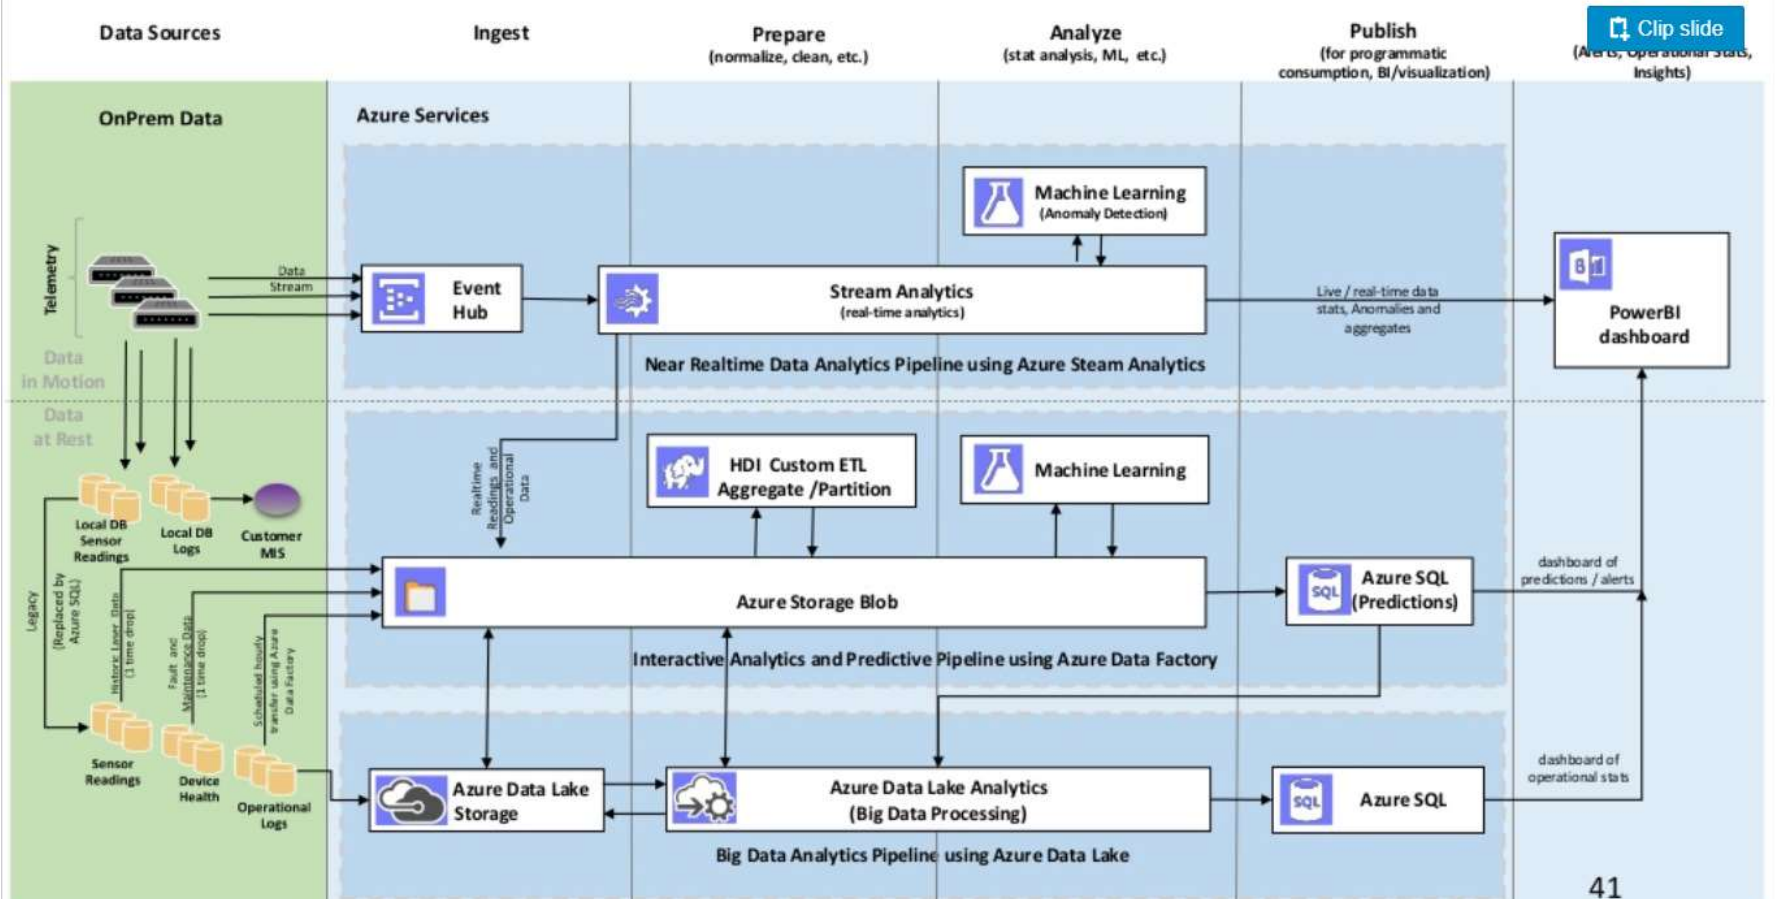 Data Sources
Ingest
Prepare
(normalize, clean, etc.)
Analyze
(stat analysis, ML, etc.)
Publish
(for programmatic
consumption, BI/visualization)
Clip slide
(Alerts, Operational Stats,
Insights)
OnPrem Data
Azure Services
Telemetry
Data
Stream
Data
in Motion
Data
at Rest
Event
Hub
Stream Analytics
(real-time analytics)
Machine Learning
(Anomaly Detection)
Live / real-time data
stats, Anomalies and
aggregates
PowerBI
dashboard
Near Realtime Data Analytics Pipeline using Azure Steam Analytics
Local DB
Sensor
Readings
Local DB
Logs
Customer
MIS
Realtime
Readings and
Operational
Data
HDI Custom ETL
Aggregate /Partition
Machine Learning
Azure Storage Blob
SQL
Azure SQL
(Predictions)
dashboard of
predictions / alerts
Interactive Analytics and Predictive Pipeline using Azure Data Factory
Legacy
(Replaced by
Azure SQL)
Historic Laser Data
(1 time drop)
Fault and
Maintenance Data
(1 time drop)
Scheduled hourly
transfer using Azure
Data Factory
Sensor
Readings
Device
Health
Operational
Logs
Azure Data Lake
Storage
Azure Data Lake Analytics
(Big Data Processing)
SQL
Azure SQL
dashboard of
operational stats
Big Data Analytics Pipeline using Azure Data Lake
41